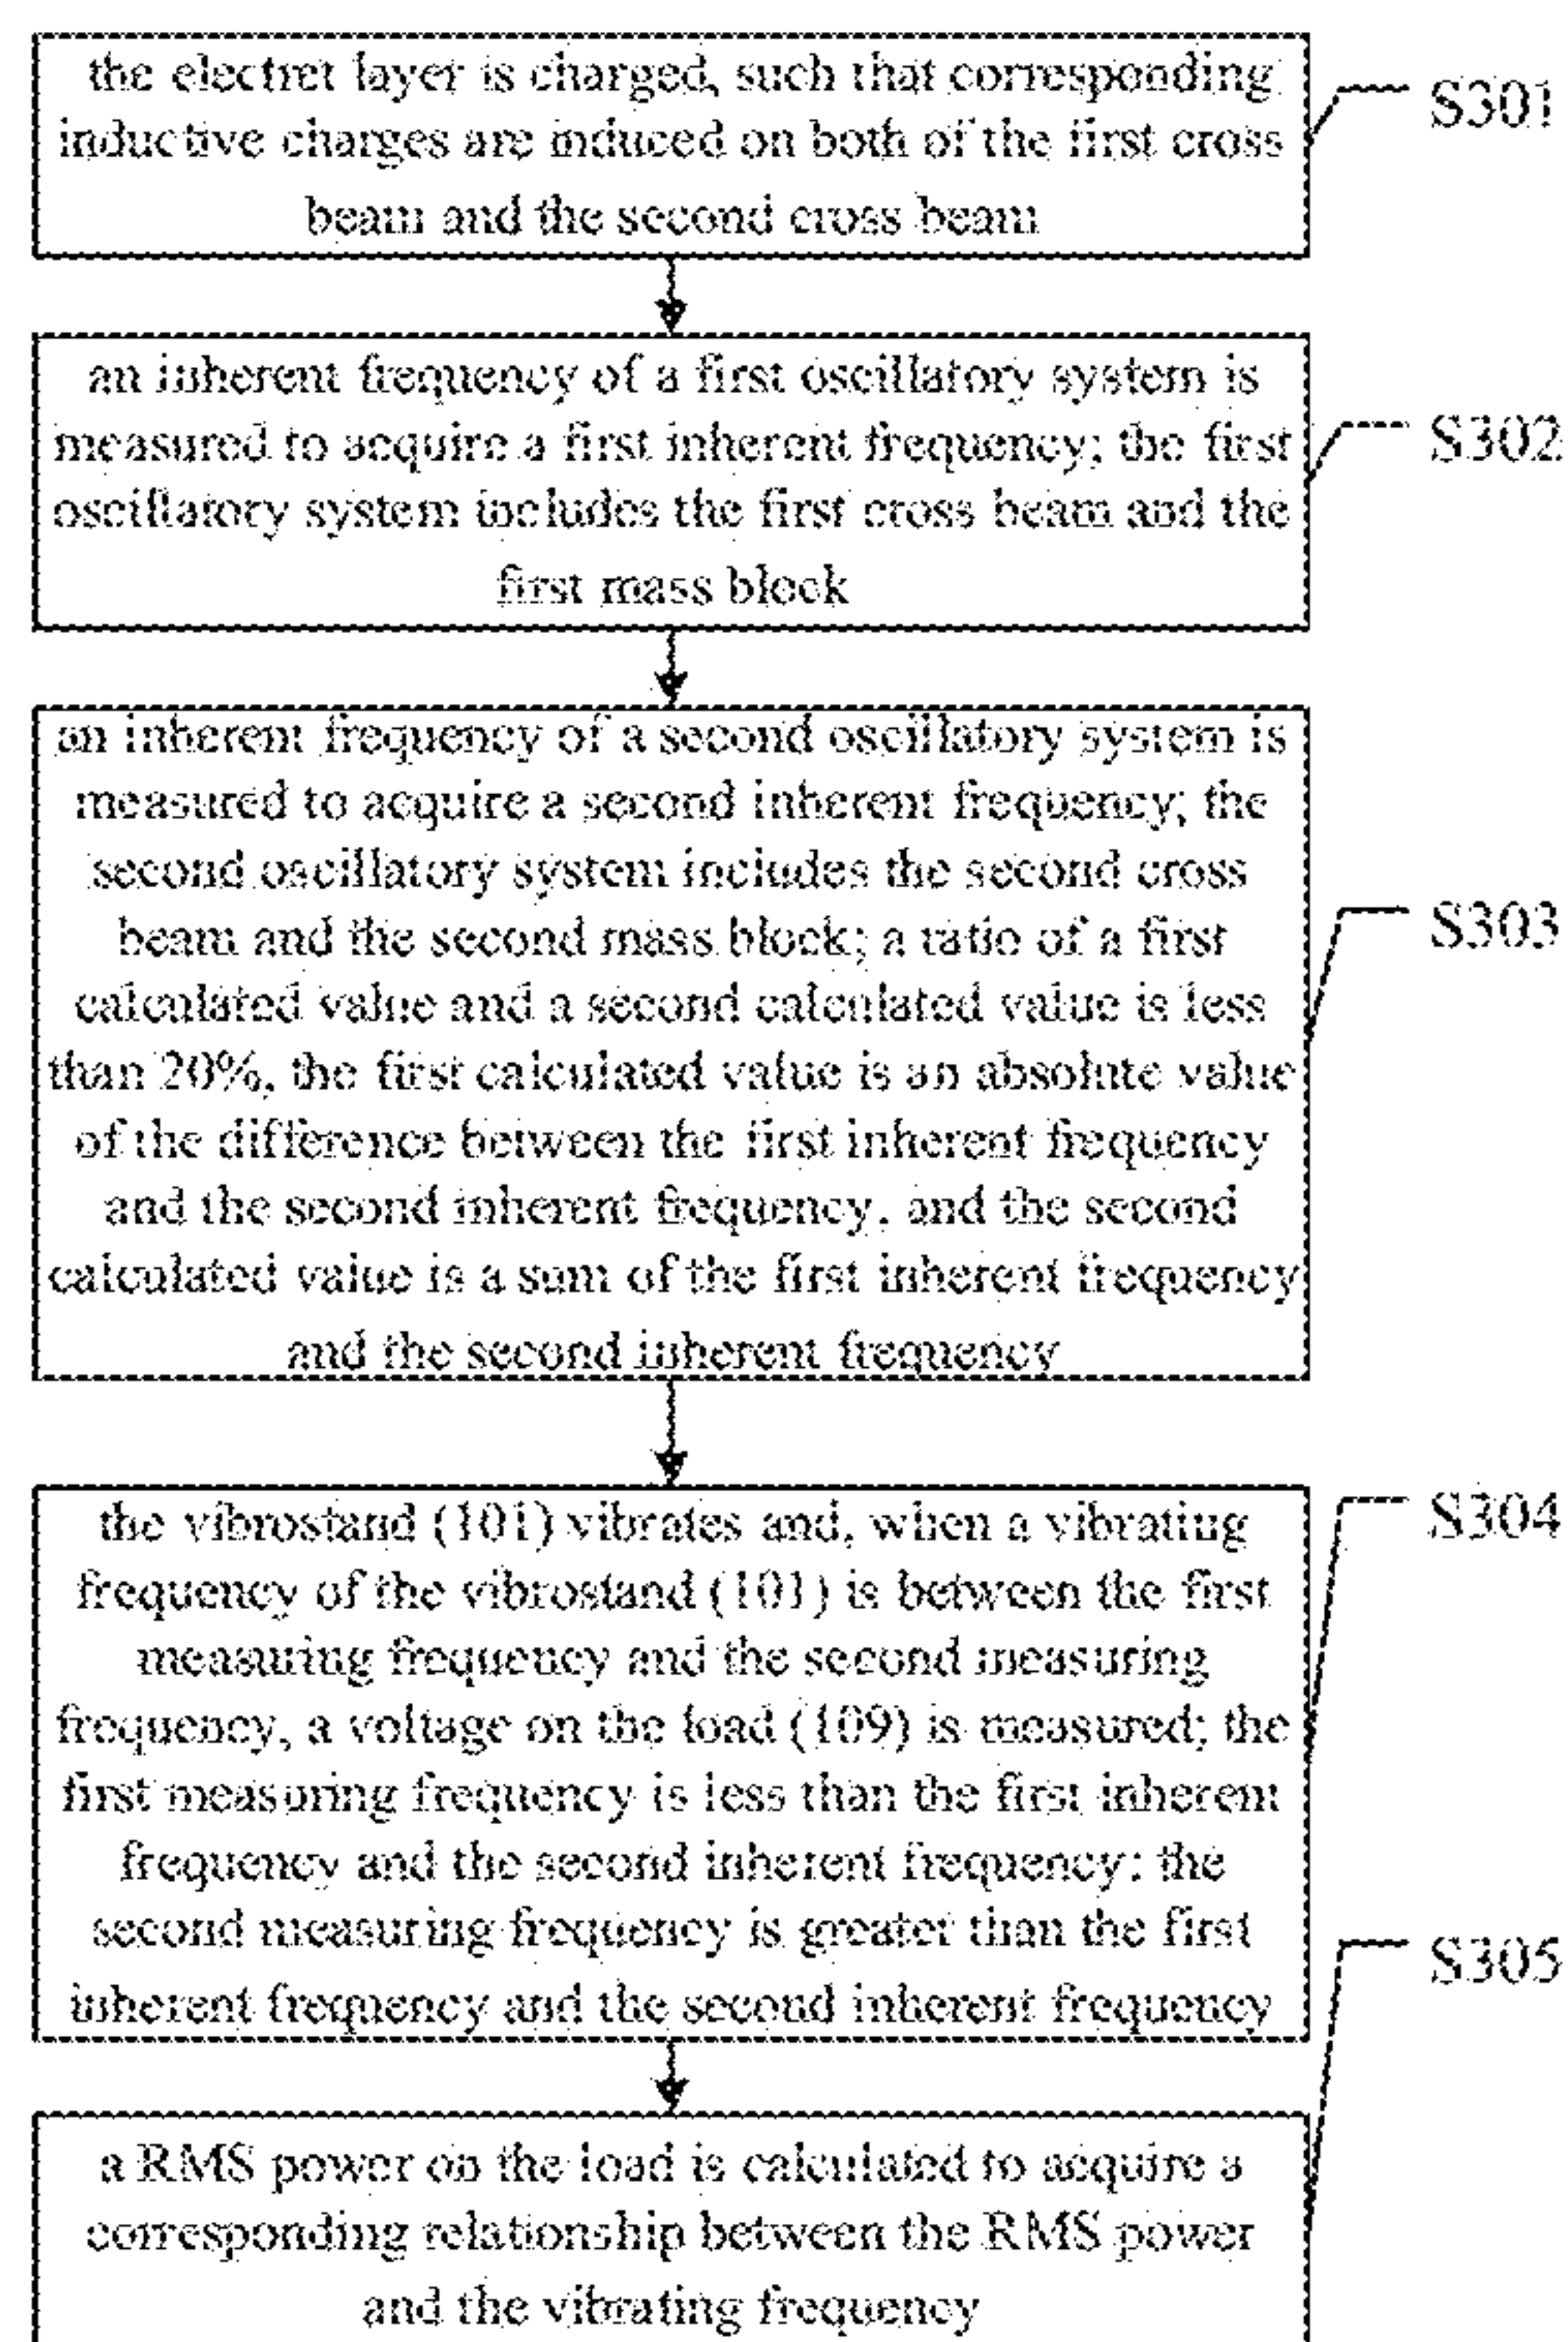 the electret layer is charged, such that corresponding
inductive charges are induced on both of the first cross
beam and the second cross beam
S301
an inherent frequency of a first oscillatory system is
measured to acquire a first inherent frequency; the first
oscillatory system includes the first cross beam and the
first mass block
S302
an inherent frequency of a second oscillatory system is
measured to acquire a second inherent frequency; the
second oscillatory system includes the second cross
beam and the second mass block; a ratio of a first
calculated value and a second calculated value is less
than 20%, the first calculated value is an absolute value
of the difference between the first inherent frequency
and the second inherent frequency, and the second
calculated value is a sum of the first inherent frequency
and the second inherent frequency
S303
the vibrostand (101) vibrates and, when a vibrating
frequency of the vibrostand (101) is between the first
measuring frequency and the second measuring
frequency, a voltage on the load (109) is measured; the
first measuring frequency is less than the first inherent
frequency and the second inherent frequency; the
second measuring frequency is greater than the first
inherent frequency and the second inherent frequency
S304
a RMS power on the load is calculated to acquire a
corresponding relationship between the RMS power
and the vibrating frequency
S305